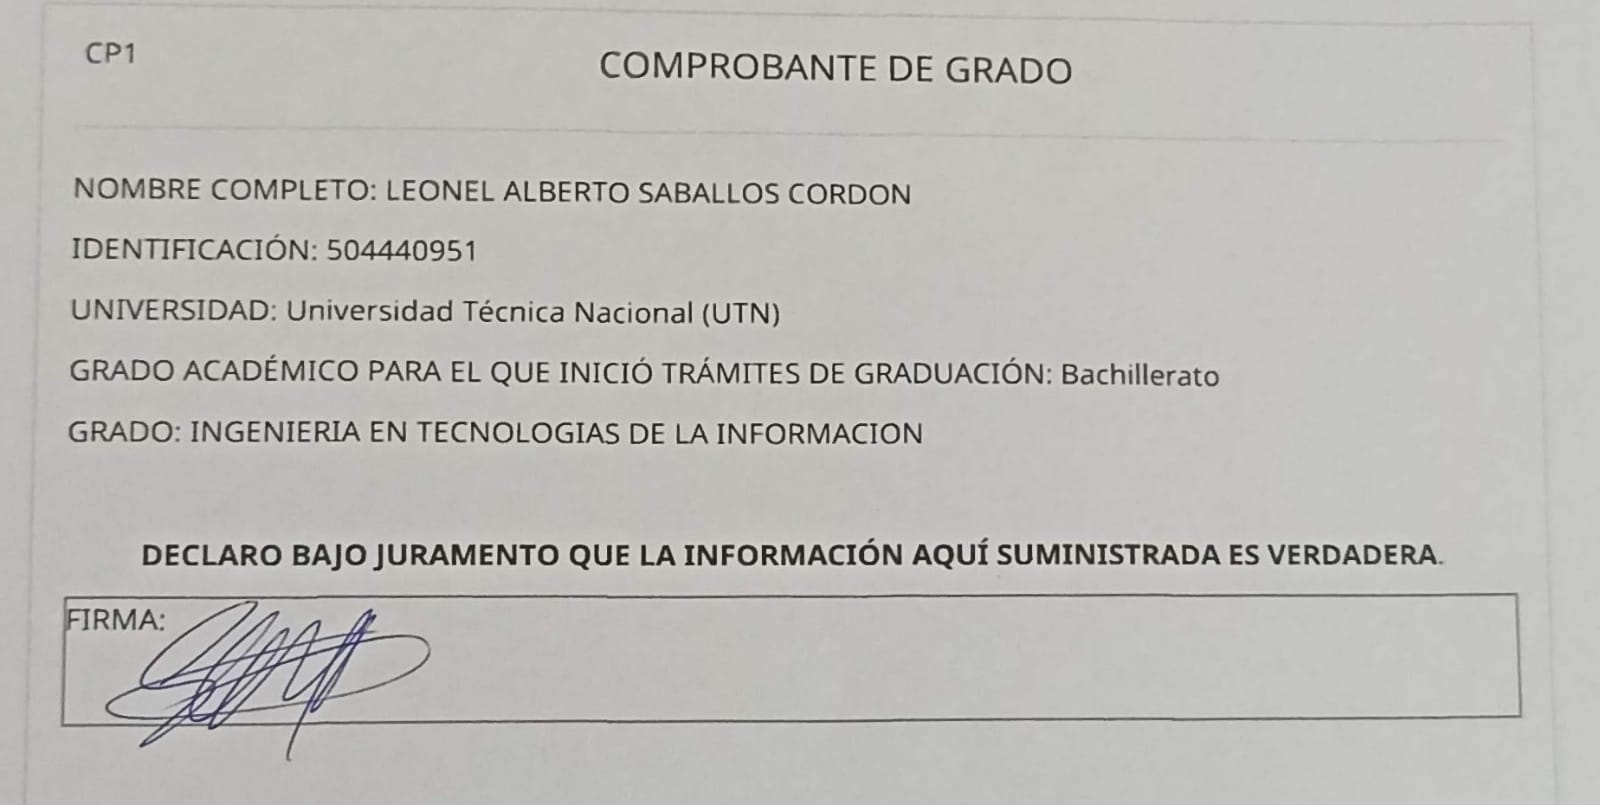 CP1
COMPROBANTE DE GRADO
NOMBRE COMPLETO: LEONEL ALBERTO SABALLOS CORDON
IDENTIFICACIÓN: 504440951
UNIVERSIDAD: Universidad Técnica Nacional (UTN)
GRADO ACADÉMICO PARA EL QUE INICIÓ TRÁMITES DE GRADUACIÓN: Bachillerato
GRADO: INGENIERIA EN TECNOLOGIAS DE LA INFORMACION
DECLARO BAJO JURAMENTO QUE LA INFORMACIÓN AQUÍ SUMINISTRADA ES VERDADERA.
FIRMA: